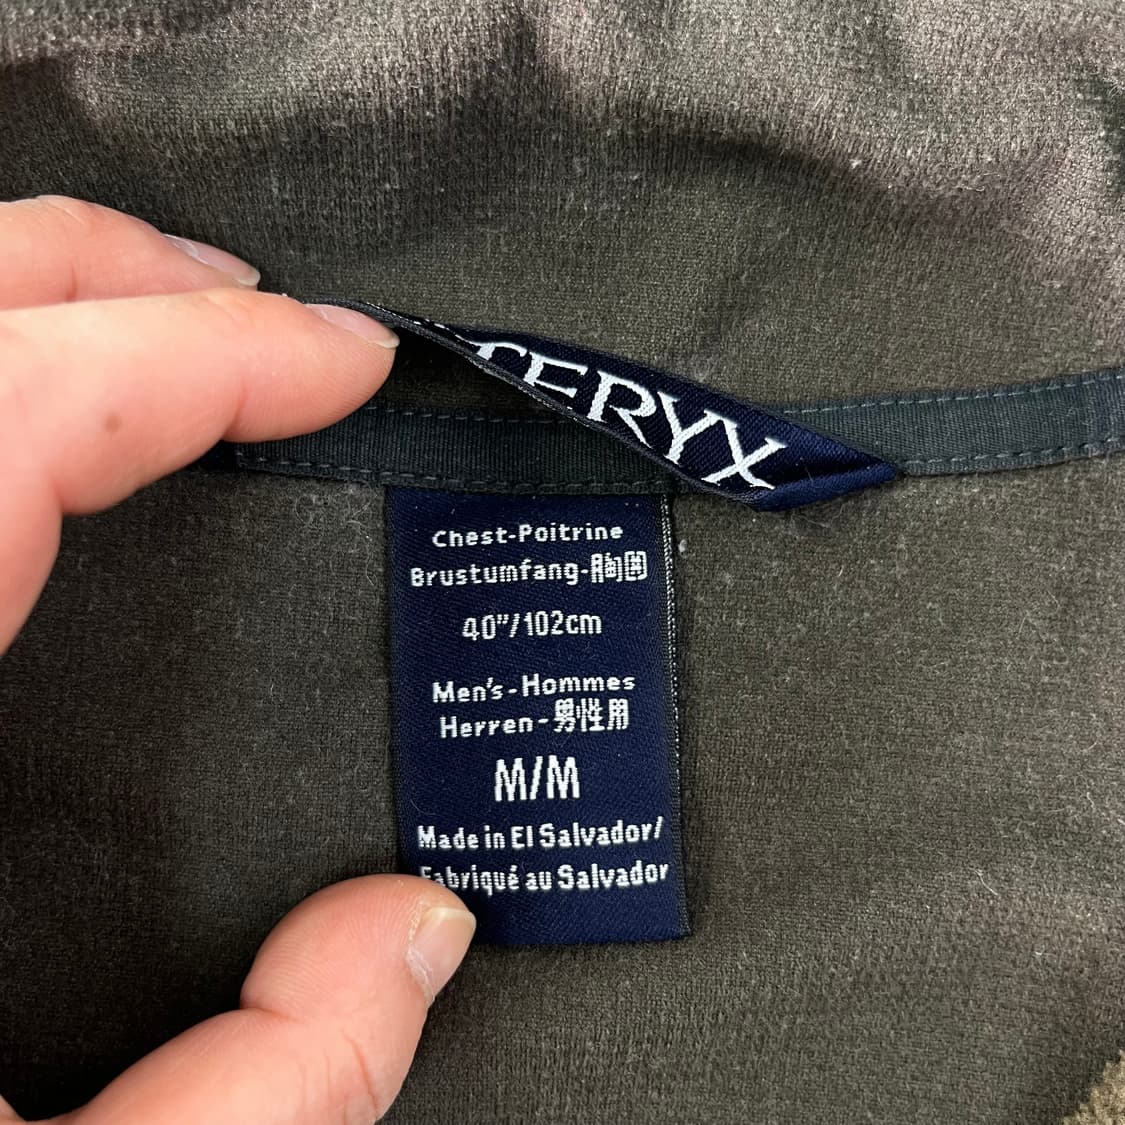 TERYX
Chest-Poitrine
Brustumfang-胸囲
40"/102cm
Men's-Hommes
Herren-男性用
M/M
Made in El Salvador/
Fabriqué au Salvador